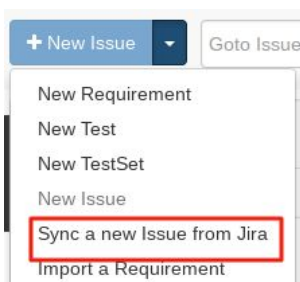 + New Issue
Goto Issue
New Requirement
New Test
New TestSet
New Issue
Sync a new Issue from Jira
Import a Requirement